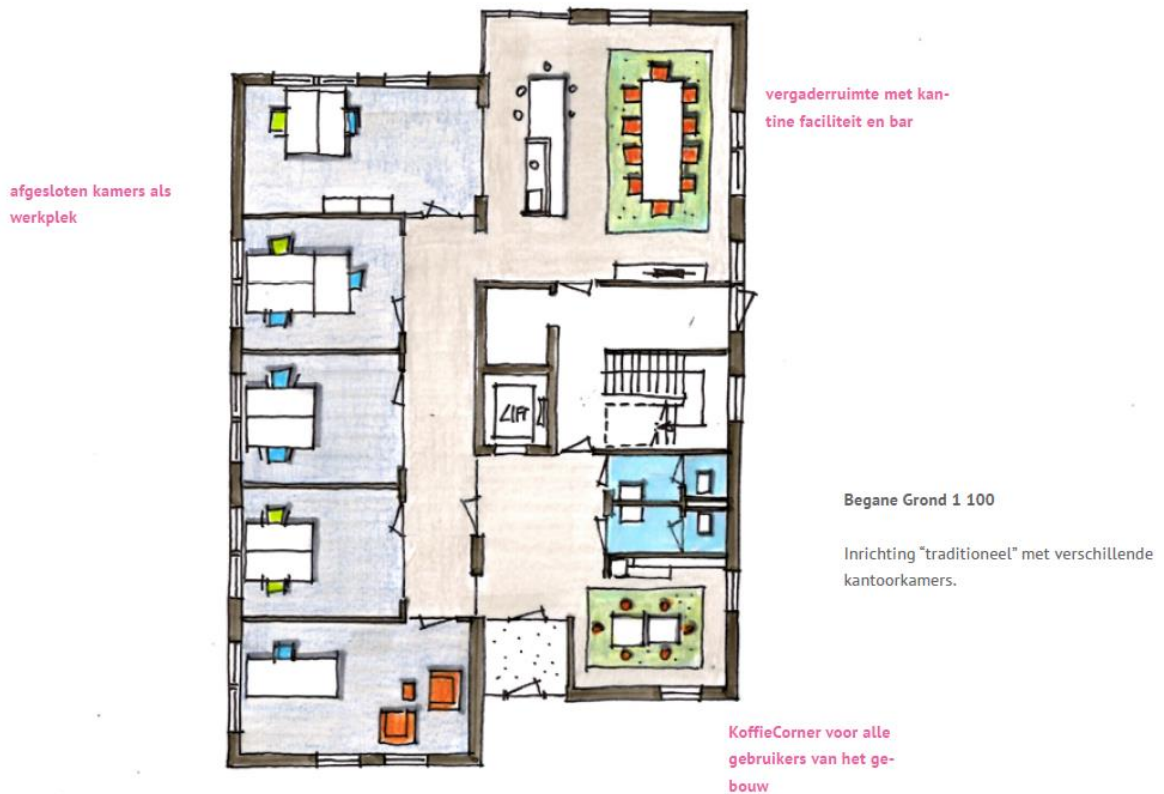 vergaderruimte met kan-
tine faciliteit en bar
afgesloten kamers als
werkplek
LIFT
Begane Grond 1 100
Inrichting “traditioneel” met verschillende
kantoorkamers.
KoffieCorner voor alle
gebruikers van het ge-
bouw